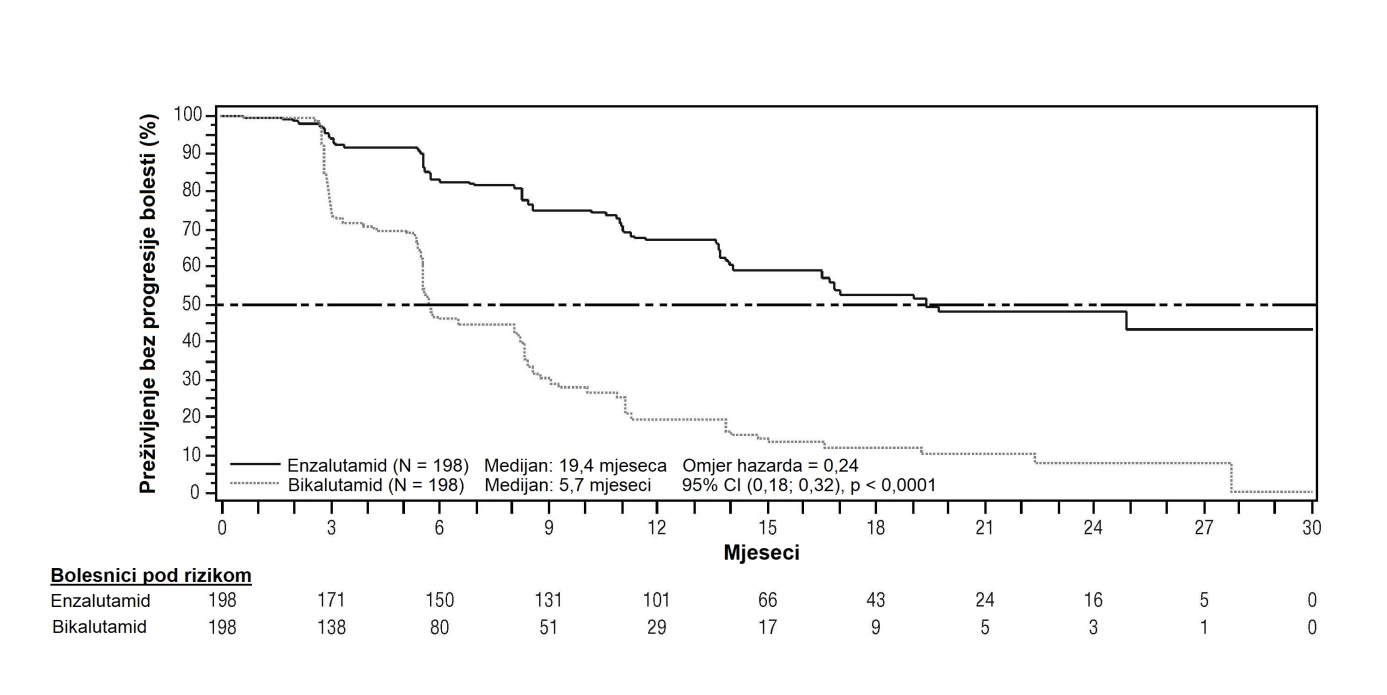 Preživljenje bez progresije bolesti (%)
100
90
80
70
60
50
40
30
20
10
0
Enzalutamid (N = 198) Medijan: 19,4 mjeseca Omjer hazarda = 0,24
Bikalutamid (N = 198) Medijan: 5,7 mjeseci 95% CI (0,18; 0,32), p < 0,0001
0 3 6 9 12 15 18 21 24 27 30
Mjeseci
Bolesnici pod rizikom
Enzalutamid 198 171 150 131 101 66 43 24 16 5 0
Bikalutamid 198 138 80 51 29 17 9 5 3 1 0